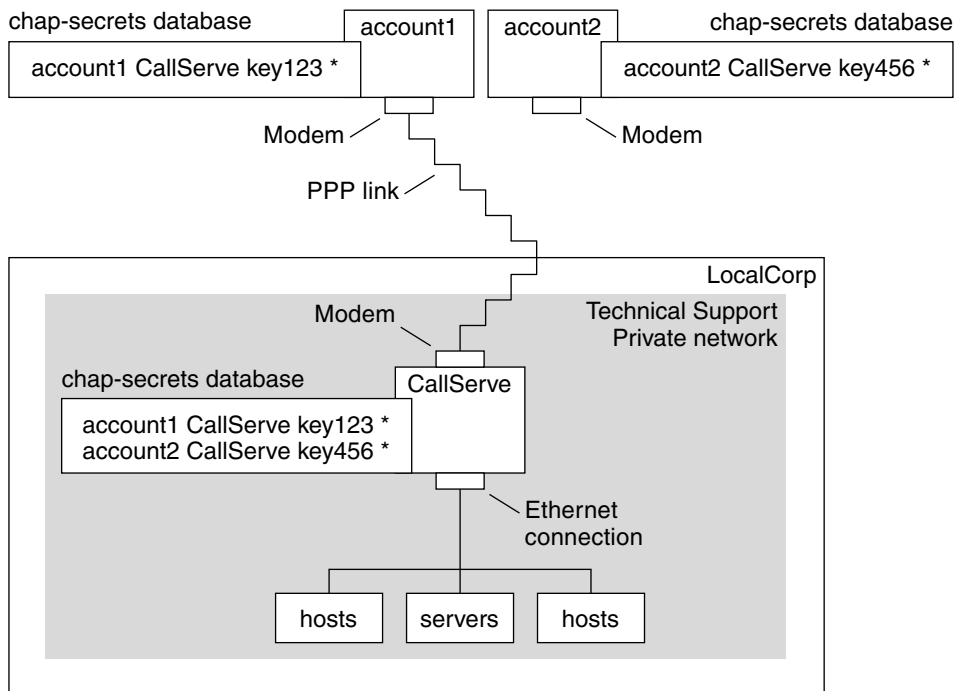 chap-secrets database
account1 CallServe key123 *
account1
account2
chap-secrets database
account2 CallServe key456 *
Modem
Modem
PPP link
LocalCorp
Technical Support
Private network
Modem
chap-secrets database
CallServe
account1 CallServe key123 *
account2 CallServe key456 *
Ethernet
connection
hosts
servers
hosts